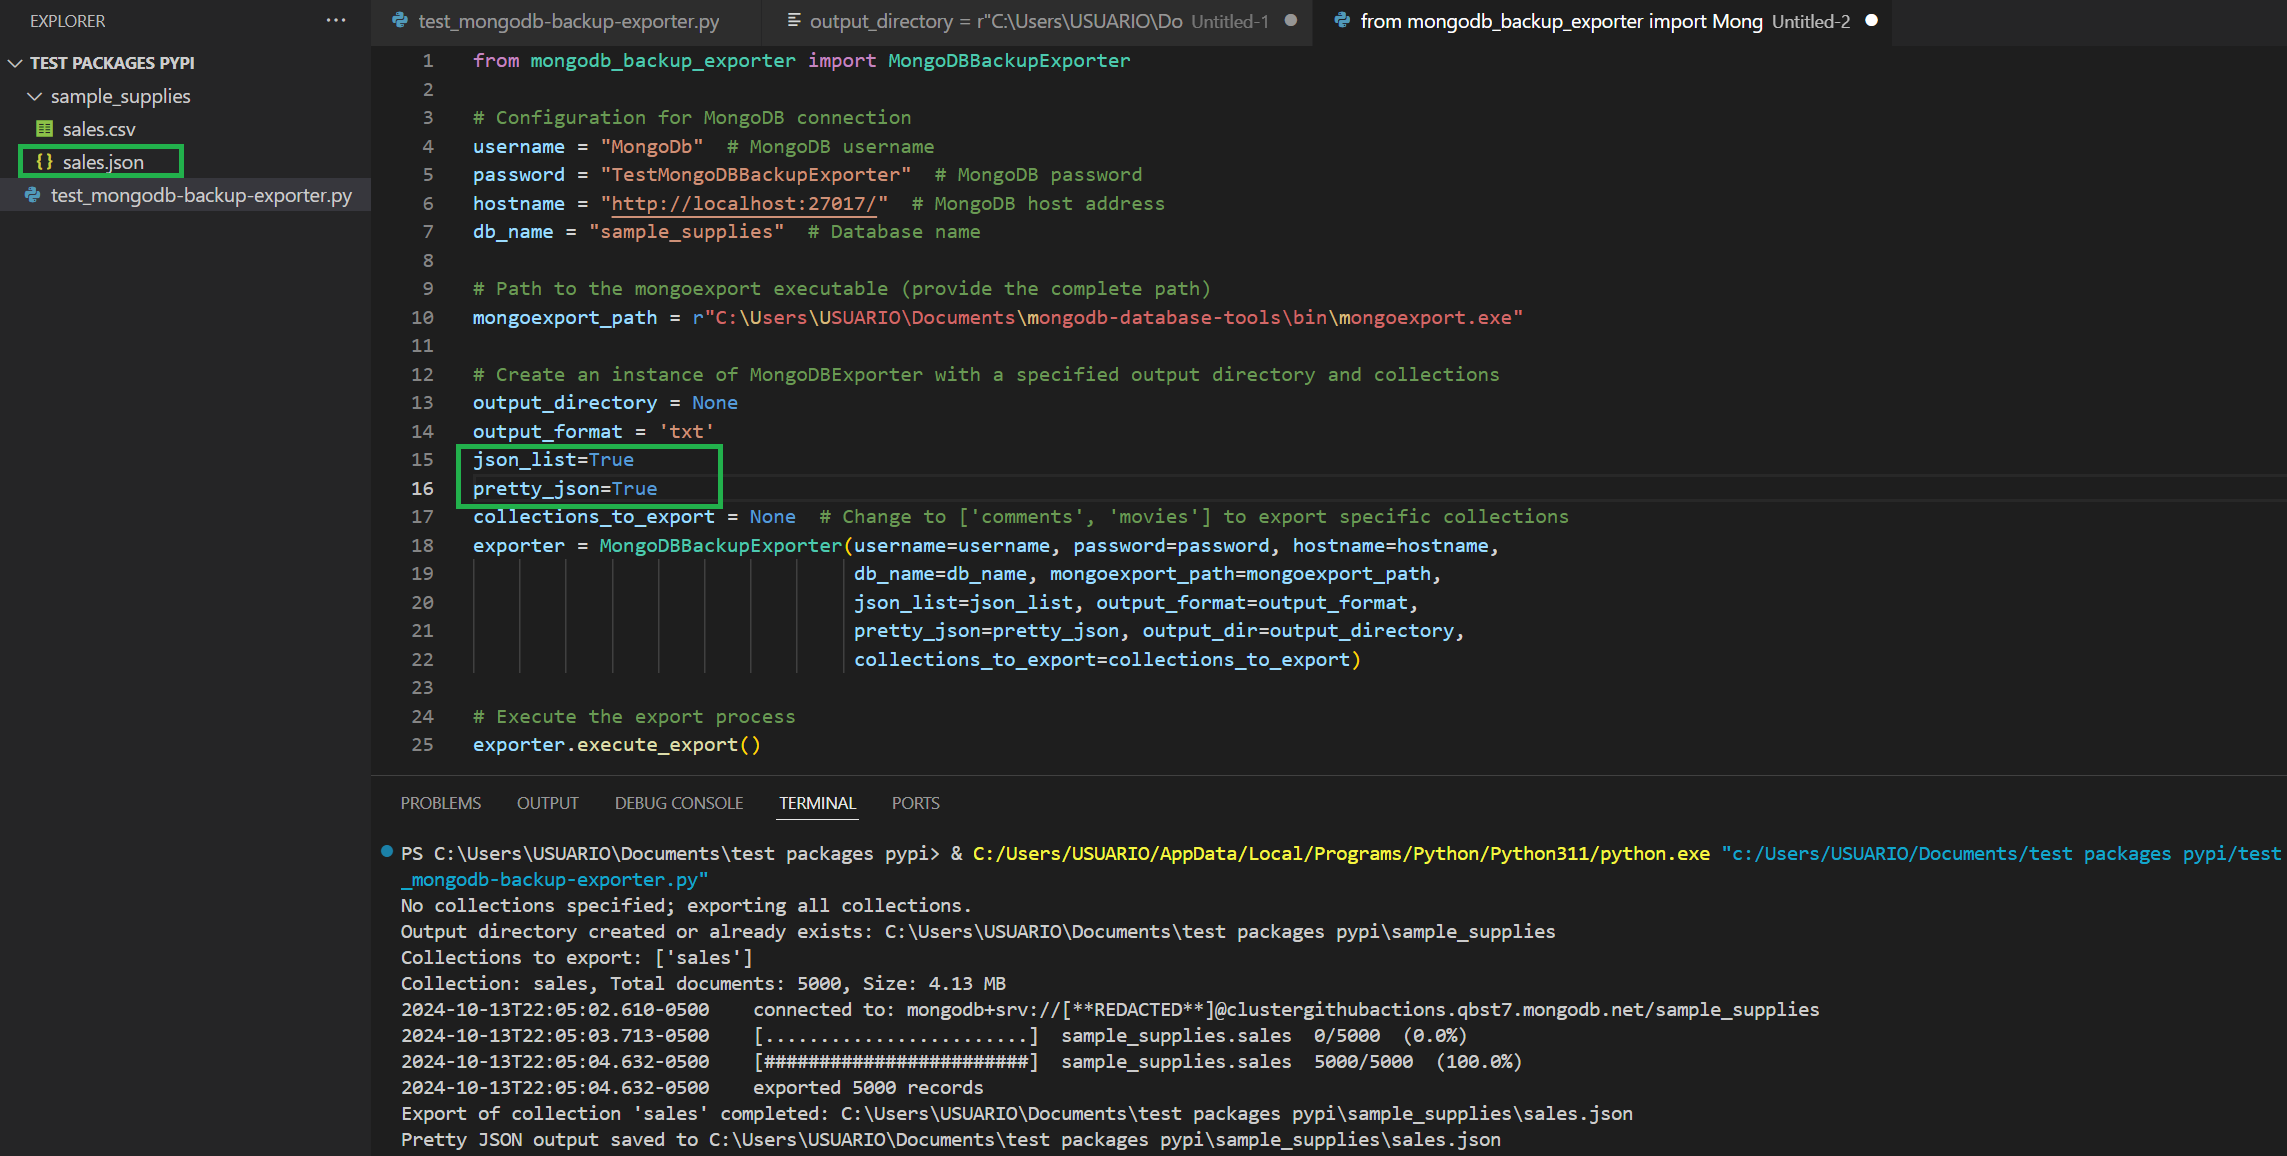 EXPLORER ···
TEST PACKAGES PYPI
sample_supplies
sales.csv
{} sales.json
test_mongodb-backup-exporter.py
test_mongodb-backup-exporter.py
output_directory = r"C:\Users\USUARIO\Do Untitled-1
from mongodb_backup_exporter import Mong Untitled-2
1 from mongodb_backup_exporter import MongoDBBackupExporter
2
3 # Configuration for MongoDB connection
4 username = "MongoDb"  # MongoDB username
5 password = "TestMongoDBBackupExporter"  # MongoDB password
6 hostname = "http://localhost:27017/"  # MongoDB host address
7 db_name = "sample_supplies"  # Database name
8
9 # Path to the mongoexport executable (provide the complete path)
10 mongoexport_path = r"C:\Users\USUARIO\Documents\mongodb-database-tools\bin\mongoexport.exe"
11
12 # Create an instance of MongoDBExporter with a specified output directory and collections
13 output_directory = None
14 output_format = 'txt'
15 json_list=True
16 pretty_json=True
17 collections_to_export = None  # Change to ['comments', 'movies'] to export specific collections
18 exporter = MongoDBBackupExporter(username=username, password=password, hostname=hostname,
19 db_name=db_name, mongoexport_path=mongoexport_path,
20 json_list=json_list, output_format=output_format,
21 pretty_json=pretty_json, output_dir=output_directory,
22 collections_to_export=collections_to_export)
23
24 # Execute the export process
25 exporter.execute_export()
PROBLEMS OUTPUT DEBUG CONSOLE TERMINAL PORTS
PS C:\Users\USUARIO\Documents\test packages pypi> & C:/Users/USUARIO/AppData/Local/Programs/Python/Python311/python.exe "c:/Users/USUARIO/Documents/test packages pypi/test
_mongodb-backup-exporter.py"
No collections specified; exporting all collections.
Output directory created or already exists: C:\Users\USUARIO\Documents\test packages pypi\sample_supplies
Collections to export: ['sales']
Collection: sales, Total documents: 5000, Size: 4.13 MB
2024-10-13T22:05:02.610-0500    connected to: mongodb+srv://[**REDACTED**]@clustergithubactions.qbst7.mongodb.net/sample_supplies
2024-10-13T22:05:03.713-0500    [........................]  sample_supplies.sales  0/5000  (0.0%)
2024-10-13T22:05:04.632-0500    [########################]  sample_supplies.sales  5000/5000  (100.0%)
2024-10-13T22:05:04.632-0500    exported 5000 records
Export of collection 'sales' completed: C:\Users\USUARIO\Documents\test packages pypi\sample_supplies\sales.json
Pretty JSON output saved to C:\Users\USUARIO\Documents\test packages pypi\sample_supplies\sales.json